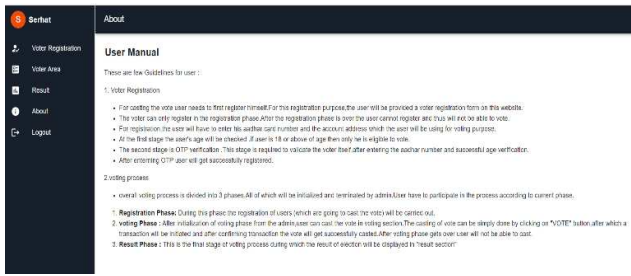 S Serhat
About
Voter Registration
Voter Area
Result
About
Logout
User Manual
These are few Guidelines for user :
1. Voter Registration
• For casting the vote user needs to first register himself.For this registration purpose,the user will be provided a voter registration form on this website.
• The voter can only register in the registration phase.After the registration phase is over the user cannot register and thus will not be able to vote.
• For registration the user will have to enter his aadhar card number and the account address which the user will be using for voting purpose.
• At the first stage the user's age will be checked .If user is 18 or above of age then only he is eligible to vote.
• The second stage is OTP verification .This stage is required to validate the voter itself.after entering the aachar number and successful age verification.
• After enterning OTP user will get successfully registered.
2.voting process
• overall voting process is divided into 3 phases.All of which will be initialized and terminated by admin.User have to participate in the process according to current phase.
1. Registration Phase: During this phase the registration of users (which are going to cast the vote) will be carried out.
2. voting Phase : After initialization of voting phase from the admin,user can cast the vote in voting section.The casting of vote can be simply done by clicking on "VOTE" button,after which a
transaction will be initiated and after confirming transaction the vote will get successfully casted.After voting phase gets over user will not be able to cast.
3. Result Phase : This is the final stage of voting process during which the result of election will be displayed in "result section"